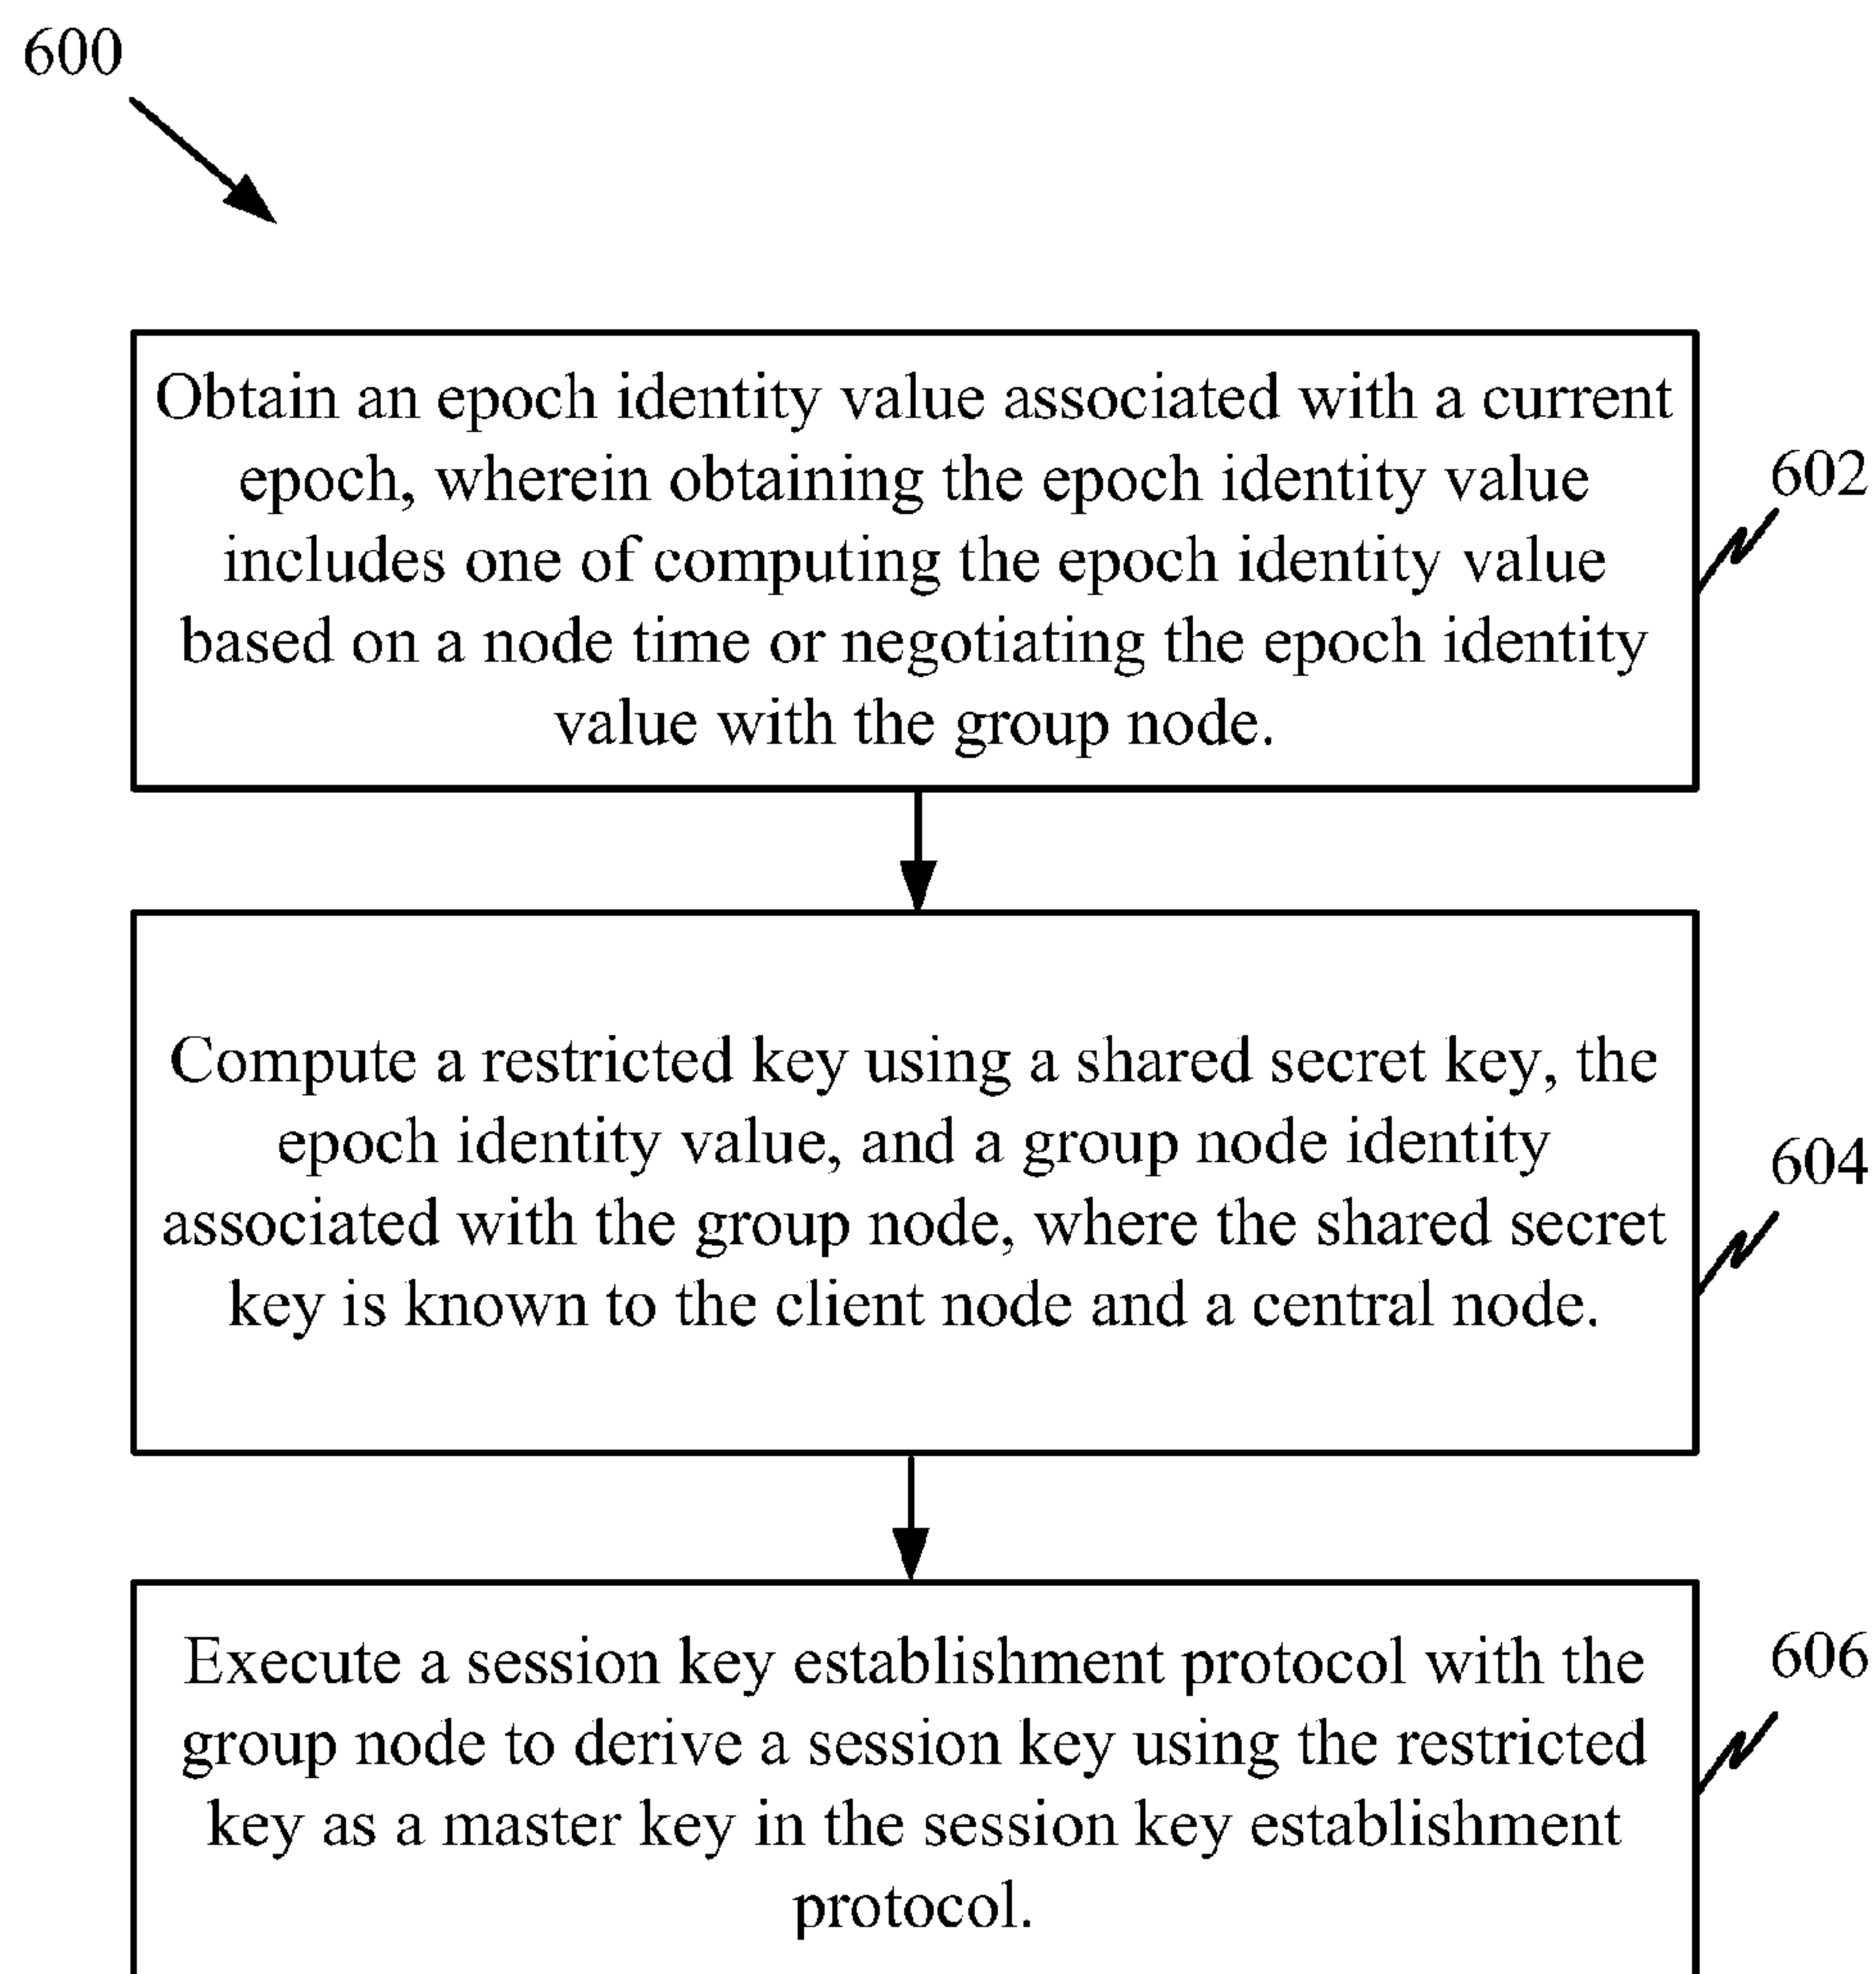 600
Obtain an epoch identity value associated with a current
epoch, wherein obtaining the epoch identity value
includes one of computing the epoch identity value
based on a node time or negotiating the epoch identity
value with the group node.
602
Compute a restricted key using a shared secret key, the
epoch identity value, and a group node identity
associated with the group node, where the shared secret
key is known to the client node and a central node.
604
Execute a session key establishment protocol with the
group node to derive a session key using the restricted
key as a master key in the session key establishment
protocol.
606